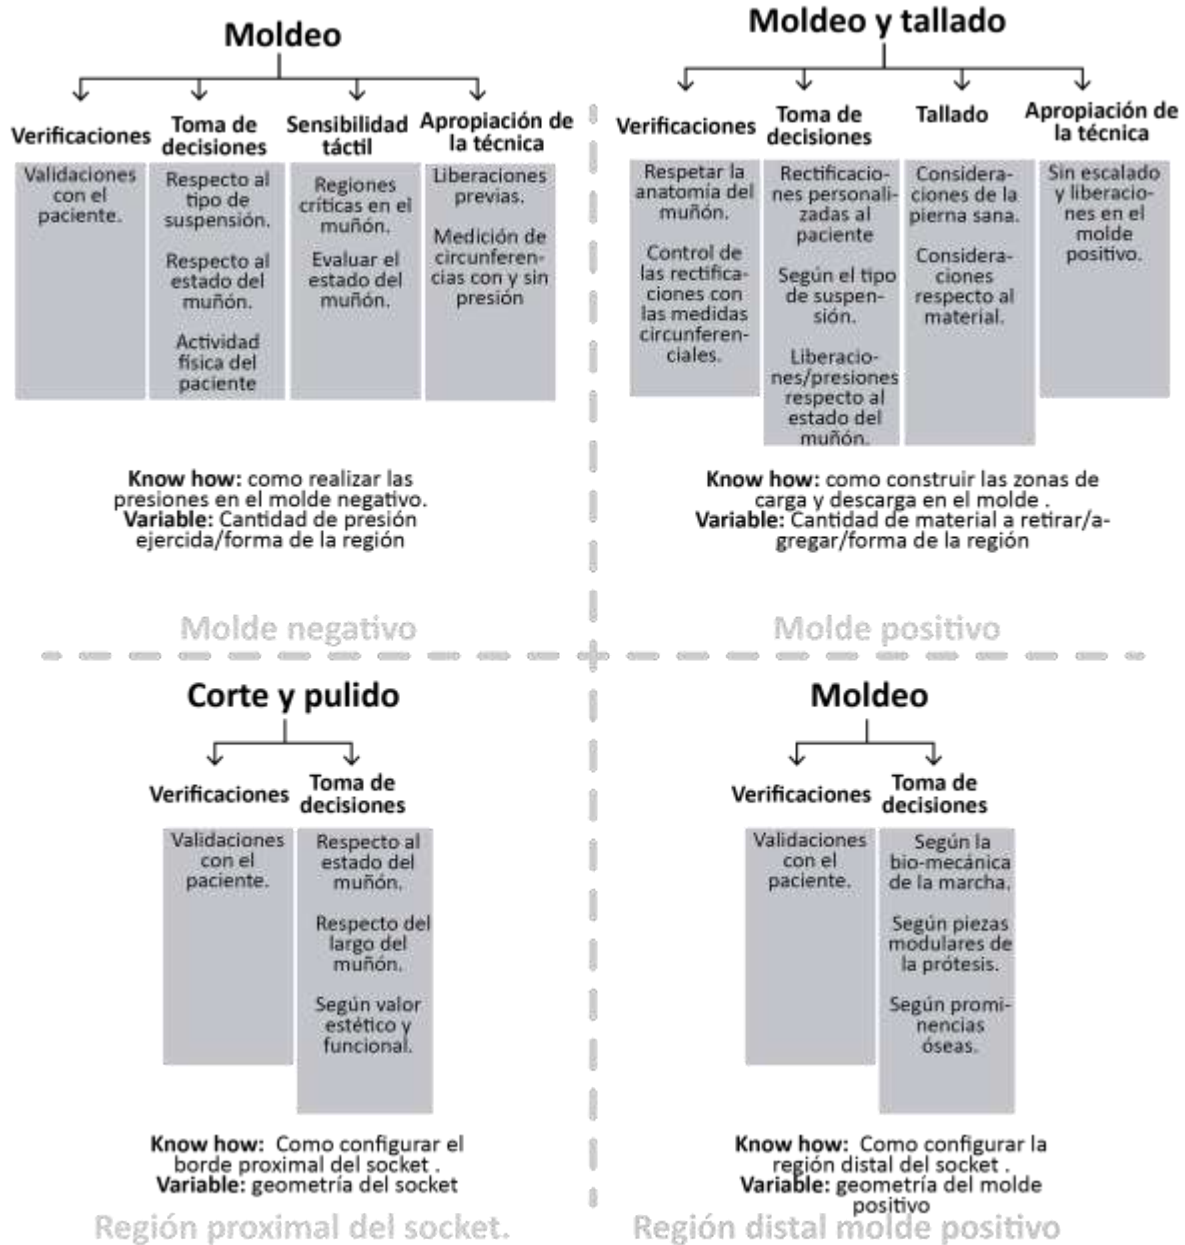 Moldeo
Verificaciones
Validaciones
con el
paciente.
Toma de
decisiones
Respecto al
tipo de
suspensión.
Respecto al
estado del
muñón.
Actividad
física del
paciente
Sensibilidad
táctil
Regiones
críticas en el
muñón.
Evaluar el
estado del
muñón.
Apropiación de
la técnica
Liberaciones
previas.
Medición de
circunferen-
cias con y sin
presión
Know how: como realizar las
presiones en el molde negativo.
Variable: Cantidad de presión
ejercida/forma de la región
Molde negativo
Moldeo y tallado
Verificaciones
Respetar la
anatomía del
muñón.
Control de
las rectifica-
ciones con
las medidas
circunferen-
ciales.
Toma de
decisiones
Rectificacio-
nes personali-
zadas al
paciente
Según el tipo
de suspen-
sión.
Liberacio-
nes/presiones
respecto al
estado del
muñón.
Tallado
Considera-
ciones de la
pierna sana.
Considera-
ciones
respecto al
material.
Apropiación de
la técnica
Sin escalado
y liberacio-
nes en el
molde
positivo.
Know how: como construir las zonas de
carga y descarga en el molde .
Variable: Cantidad de material a retirar/a-
gregar/forma de la región
Molde positivo
Corte y pulido
Verificaciones
Validaciones
con el
paciente.
Toma de
decisiones
Respecto al
estado del
muñón.
Respecto del
largo del
muñón.
Según valor
estético y
funcional.
Know how: Como configurar el
borde proximal del socket .
Variable: geometría del socket
Región proximal del socket.
Moldeo
Verificaciones
Validaciones
con el
paciente.
Toma de
decisiones
Según la
bio-mecánica
de la marcha.
Según piezas
modulares de
la prótesis.
Según promi-
nencias
óseas.
Know how: Como configurar la
región distal del socket .
Variable: geometría del molde
positivo
Región distal molde positivo